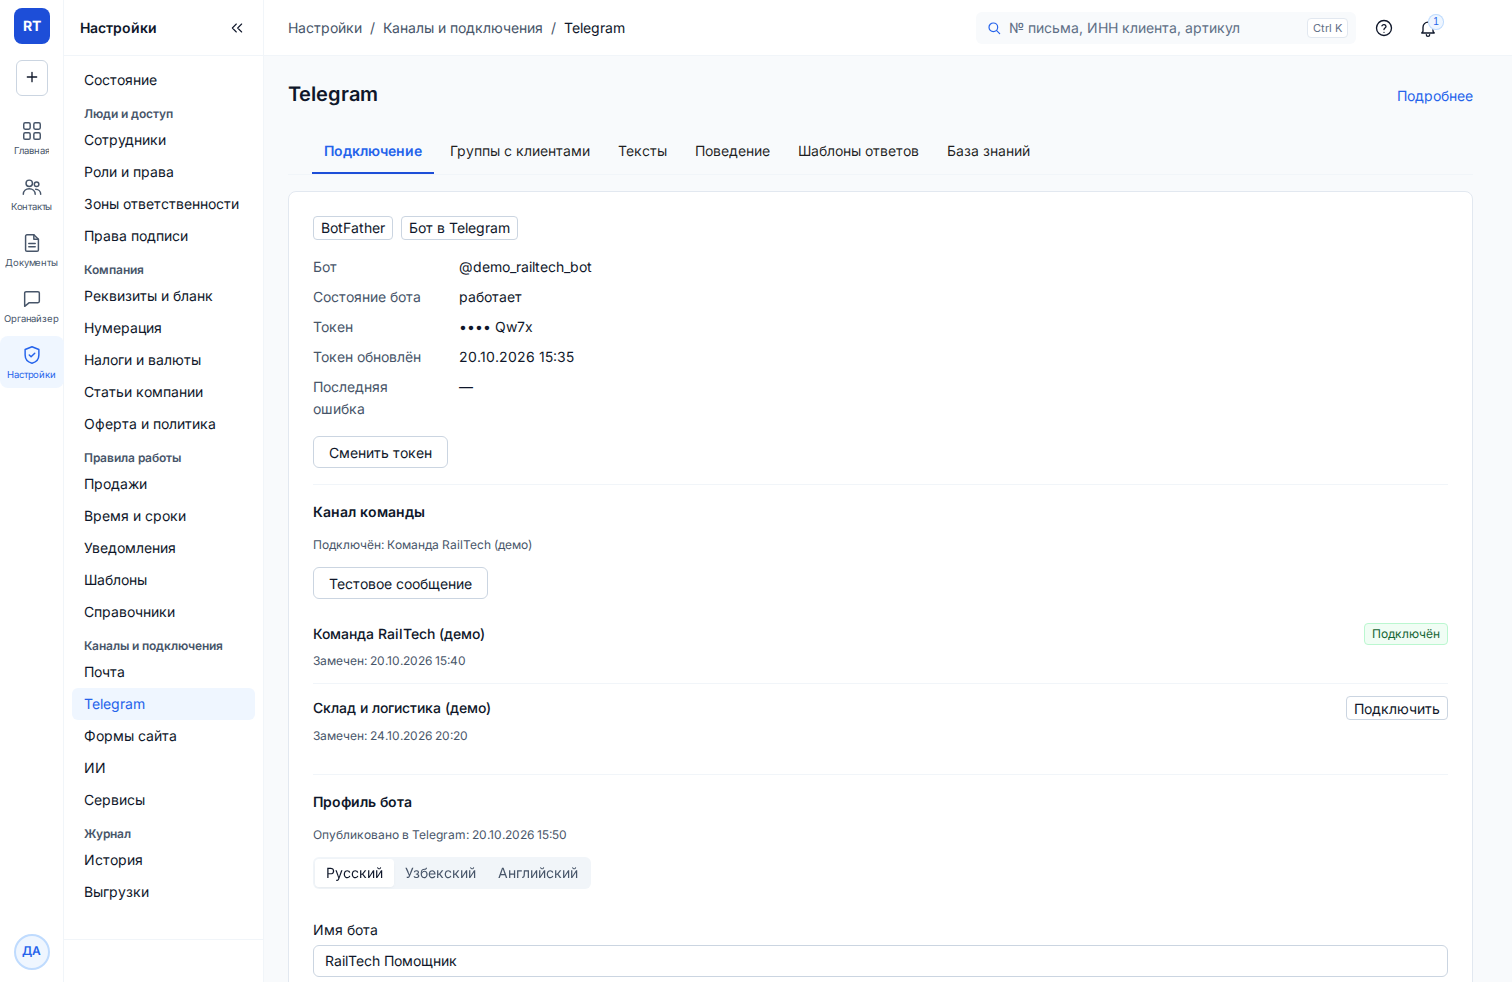 RT
Главная
Контакты
Документы
Органайзер
Настройки
ДА
Настройки
Состояние
Люди и доступ
Сотрудники
Роли и права
Зоны ответственности
Права подписи
Компания
Реквизиты и бланк
Нумерация
Налоги и валюты
Статьи компании
Оферта и политика
Правила работы
Продажи
Время и сроки
Уведомления
Шаблоны
Справочники
Каналы и подключения
Почта
Telegram
Формы сайта
ИИ
Сервисы
Журнал
История
Выгрузки
Настройки / Каналы и подключения / Telegram
№ письма, ИНН клиента, артикул Ctrl K
1
Telegram
Подробнее
Подключение Группы с клиентами Тексты Поведение Шаблоны ответов База знаний
BotFather Бот в Telegram
Бот @demo_railtech_bot
Состояние бота работает
Токен •••• Qw7x
Токен обновлён 20.10.2026 15:35
Последняя —
ошибка
Сменить токен
Канал команды
Подключён: Команда RailTech (демо)
Тестовое сообщение
Команда RailTech (демо) Подключён
Замечен: 20.10.2026 15:40
Склад и логистика (демо) Подключить
Замечен: 24.10.2026 20:20
Профиль бота
Опубликовано в Telegram: 20.10.2026 15:50
Русский Узбекский Английский
Имя бота
RailTech Помощник